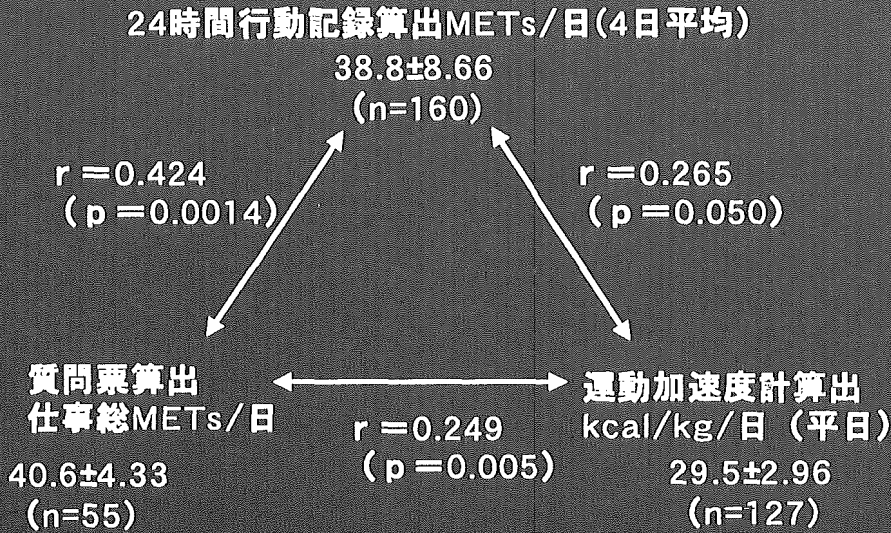 24時間行動記録算出METs/日(4日平均)
38.8±8.66
(n=160)
r=0.424
(p=0.0014)
r=0.265
(p=0.050)
質問票算出
仕事総METs/日
40.6±4.33
(n=55)
r=0.249
(p=0.005)
運動加速度計算出
kcal/kg/日 (平日)
29.5±2.96
(n=127)